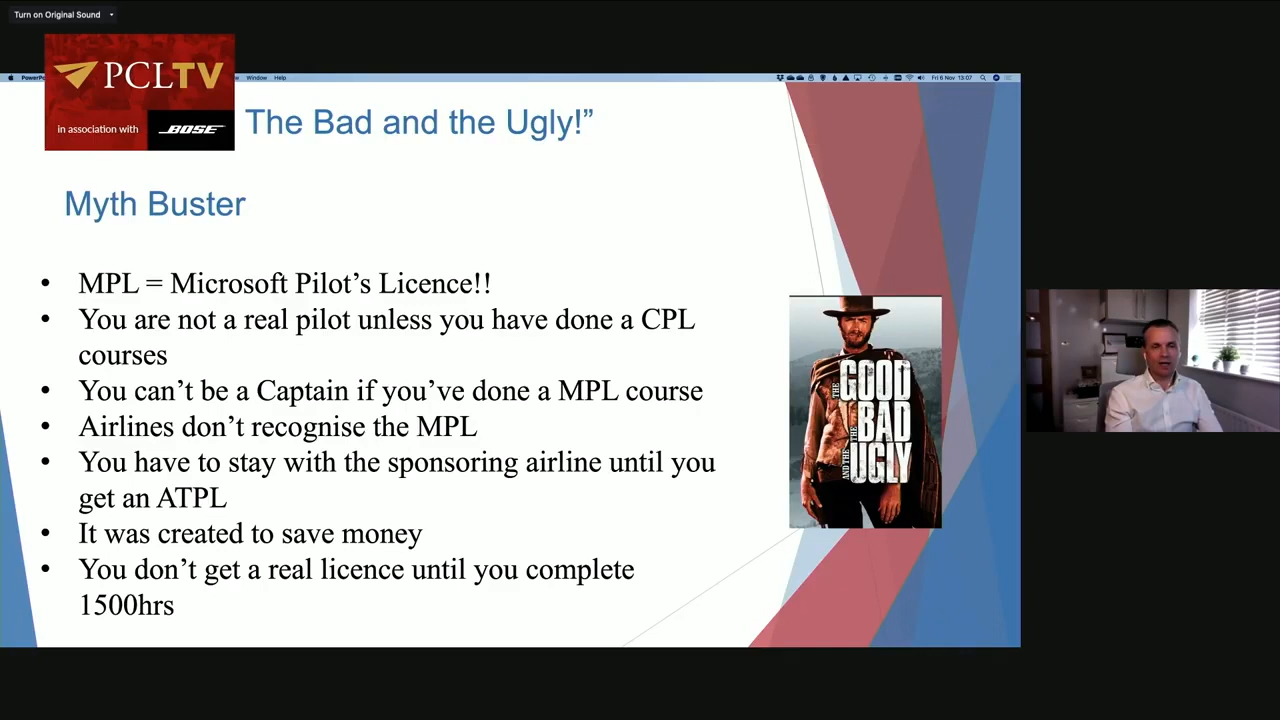 Turn on Original Sound
PCLTV
in association with BOSE
Window Help
Fri 6 Nov 13:07
The Bad and the Ugly!”
Myth Buster
• MPL = Microsoft Pilot’s Licence!!
• You are not a real pilot unless you have done a CPL
courses
• You can’t be a Captain if you’ve done a MPL course
• Airlines don’t recognise the MPL
• You have to stay with the sponsoring airline until you
get an ATPL
• It was created to save money
• You don’t get a real licence until you complete
1500hrs
THE GOOD
THE BAD
AND THE UGLY